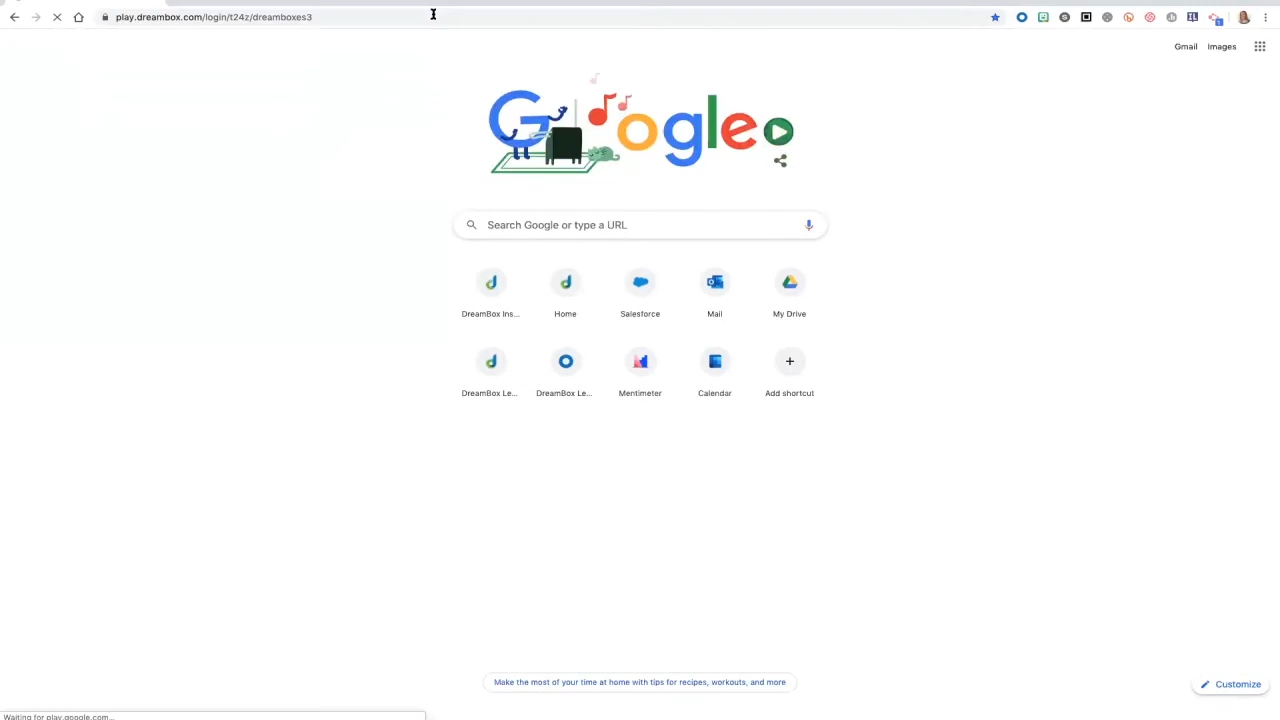 play.dreambox.com/login/t24z/dreamboxes3
Gmail Images
Google
Search Google or type a URL
DreamBox Ins... Home Salesforce Mail My Drive
DreamBox Le... DreamBox Le... Mentimeter Calendar Add shortcut
Make the most of your time at home with tips for recipes, workouts, and more
Customize
Waiting for play.google.com...